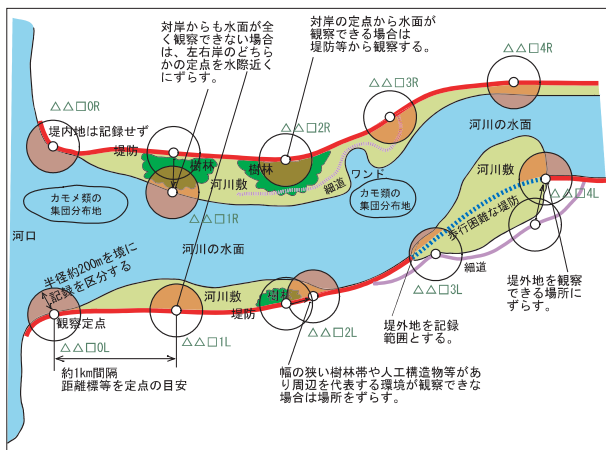 対岸からも水面が全
く観察できない場合
は、左右岸のどちら
かの定点を水際近く
にずらす。
対岸の定点から水面が
観察できる場合は
堤防等から観察する。
△△□4R
△△□3R
△△□0R
堤内地は記録せず
堤防
樹林
△△□2R
樹林
河川の水面
河川敷
細道
ワンド
河川敷
カモメ類の
集団分布地
△△□1R
カモ類の
集団分布地
△△□4L
歩行困難な堤防
河口
河川の水面
半径約200mを境に
記録を区分する
細道
河川敷
△△□3L
堤外地を観察
できる場所に
ずらす。
樹林
観察定点
堤防
△△□0L
△△□1L
△△□2L
堤外地を記録
範囲とする。
約1km間隔
距離標等を定点の目安
幅の狭い樹林帯や人工構造物等があ
り周辺を代表する環境が観察できな
い場合は場所をずらす。